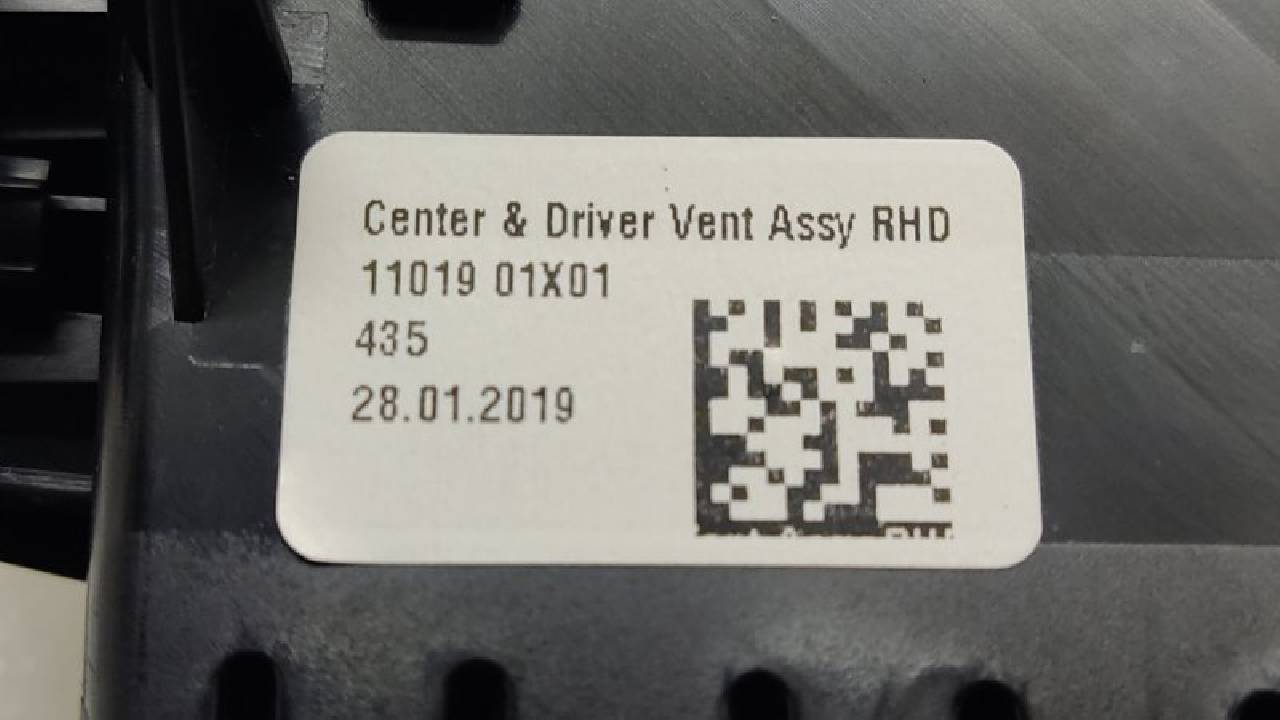 Center & Driver Vent Assy RHD
11019 01X01
435
28.01.2019